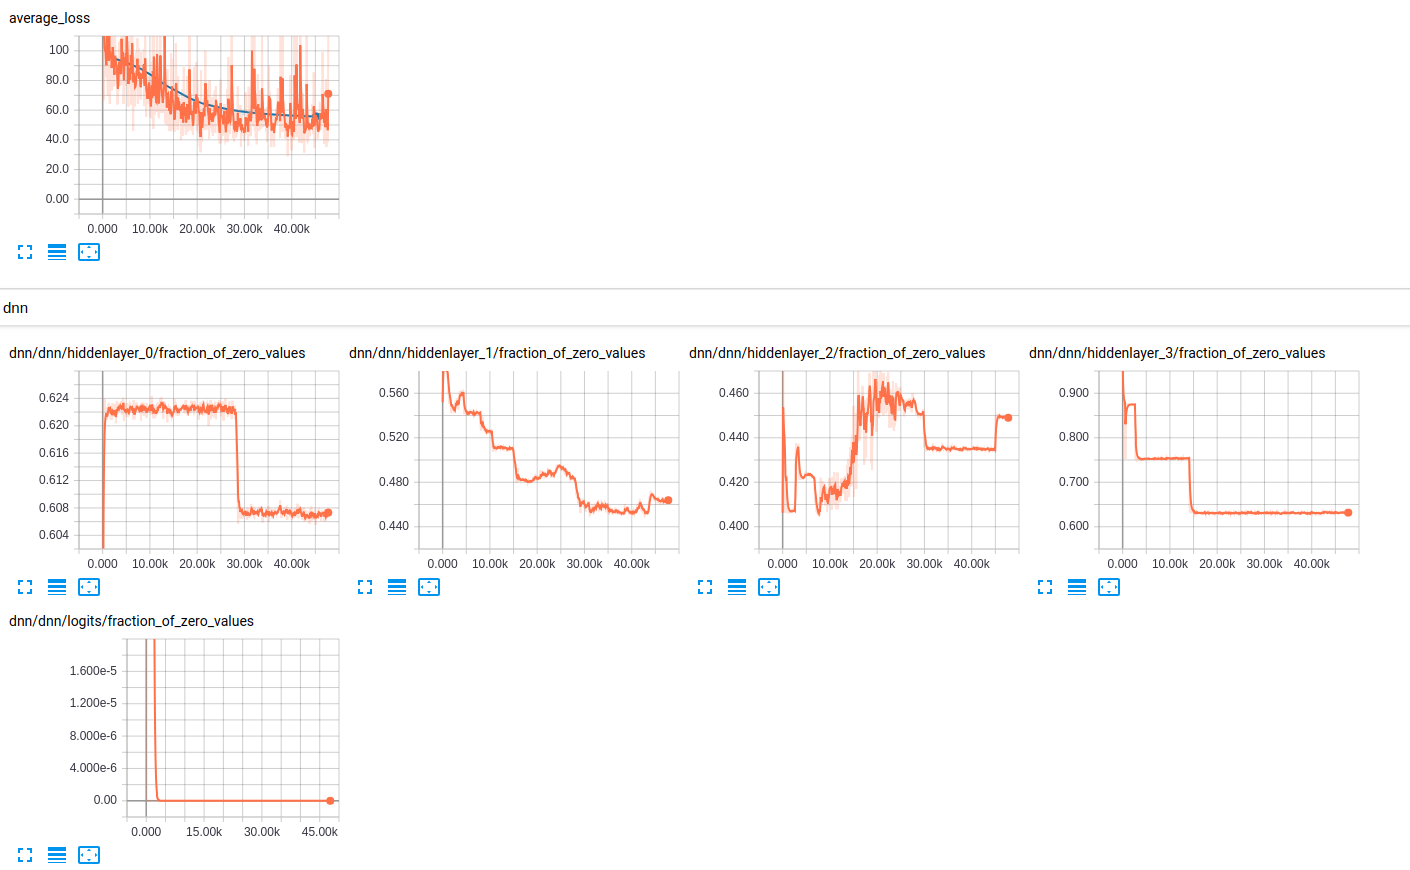 average_loss
100
80.0
60.0
40.0
20.0
0.00
0.000 10.00k 20.00k 30.00k 40.00k
dnn
dnn/dnn/hiddenlayer_0/fraction_of_zero_values
0.624
0.620
0.616
0.612
0.608
0.604
0.000 10.00k 20.00k 30.00k 40.00k
dnn/dnn/hiddenlayer_1/fraction_of_zero_values
0.560
0.520
0.480
0.440
0.000 10.00k 20.00k 30.00k 40.00k
dnn/dnn/hiddenlayer_2/fraction_of_zero_values
0.460
0.440
0.420
0.400
0.000 10.00k 20.00k 30.00k 40.00k
dnn/dnn/hiddenlayer_3/fraction_of_zero_values
0.900
0.800
0.700
0.600
0.000 10.00k 20.00k 30.00k 40.00k
dnn/dnn/logits/fraction_of_zero_values
1.600e-5
1.200e-5
8.000e-6
4.000e-6
0.00
0.000 15.00k 30.00k 45.00k